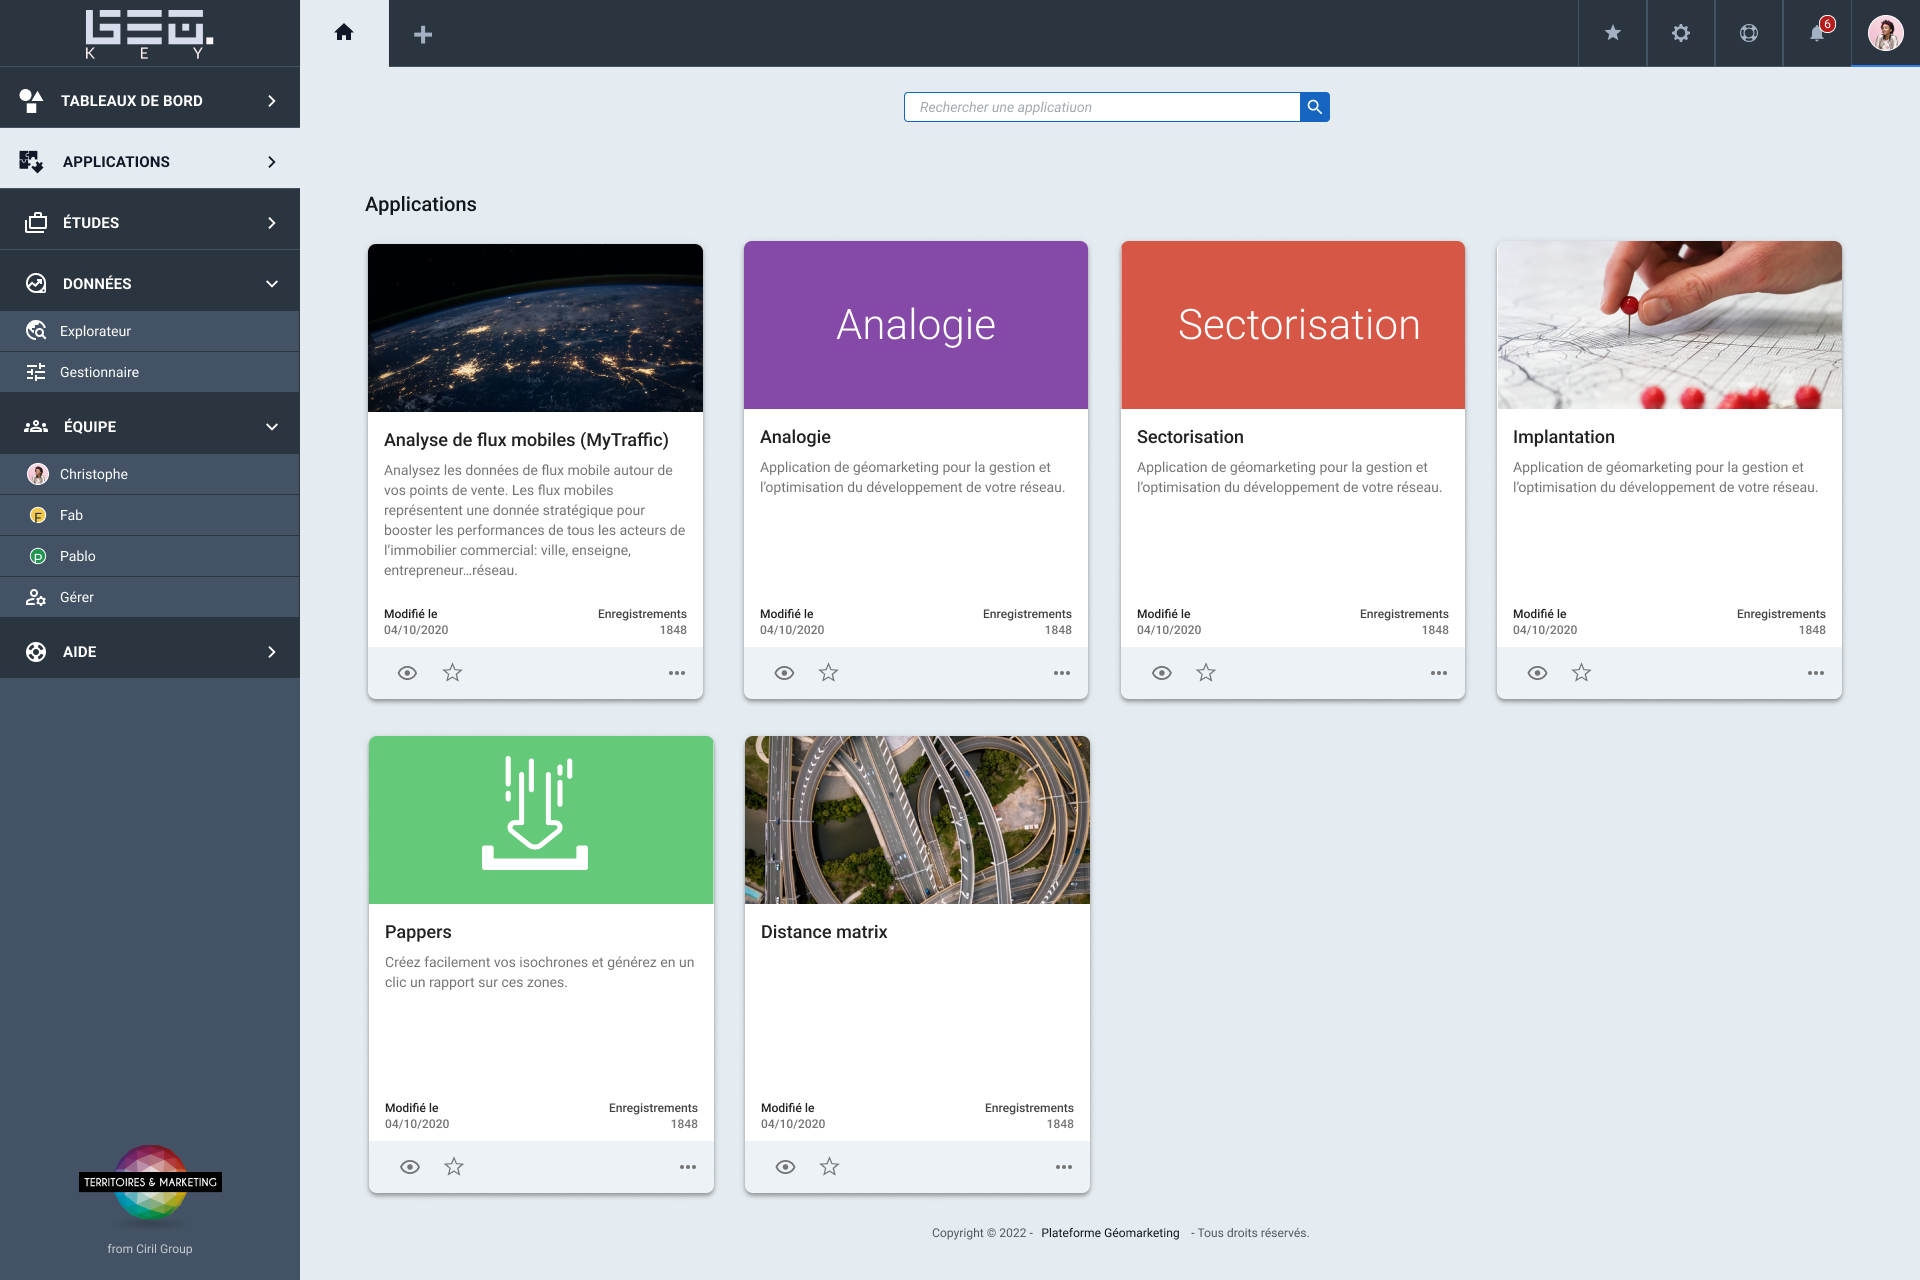 GEO.
KEY
6
TABLEAUX DE BORD
APPLICATIONS
ÉTUDES
DONNÉES
Explorateur
Gestionnaire
ÉQUIPE
Christophe
F
Fab
P
Pablo
Gérer
AIDE
TERRITOIRES & MARKETING
from Ciril Group
Rechercher une applicatiuon
Applications
Analyse de flux mobiles (MyTraffic)
Analysez les données de flux mobile autour de
vos points de vente. Les flux mobiles
représentent une donnée stratégique pour
booster les performances de tous les acteurs de
l’immobilier commercial: ville, enseigne,
entrepreneur...réseau.
Modifié le Enregistrements
04/10/2020 1848
Analogie
Analogie
Application de géomarketing pour la gestion et
l’optimisation du développement de votre réseau.
Modifié le Enregistrements
04/10/2020 1848
Sectorisation
Sectorisation
Application de géomarketing pour la gestion et
l’optimisation du développement de votre réseau.
Modifié le Enregistrements
04/10/2020 1848
Implantation
Application de géomarketing pour la gestion et
l’optimisation du développement de votre réseau.
Modifié le Enregistrements
04/10/2020 1848
Pappers
Créez facilement vos isochrones et générez en un
clic un rapport sur ces zones.
Modifié le Enregistrements
04/10/2020 1848
Distance matrix
Modifié le Enregistrements
04/10/2020 1848
Copyright © 2022 - Plateforme Géomarketing - Tous droits réservés.